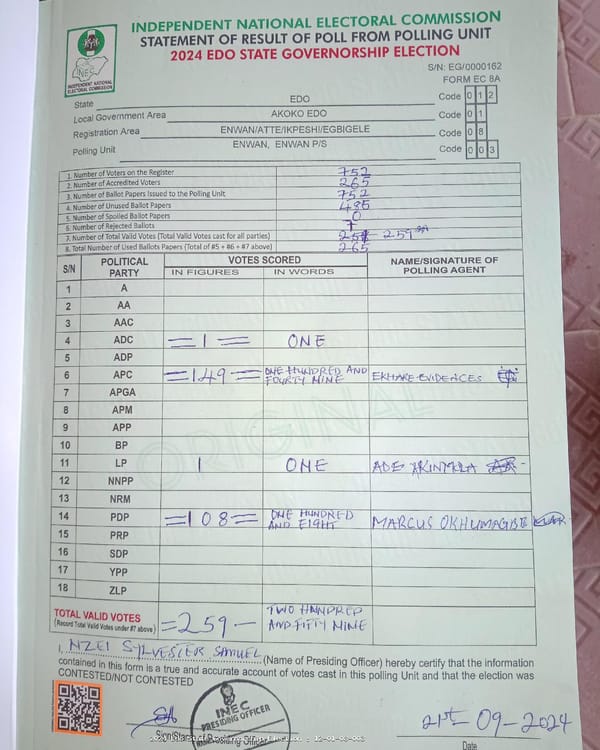 INDEPENDENT NATIONAL ELECTORAL COMMISSION
STATEMENT OF RESULT OF POLL FROM POLLING UNIT
2024 EDO STATE GOVERNORSHIP ELECTION
INEC
INDEPENDENT NATIONAL
ELECTORAL COMMISSION
S/N: EG/0000162
FORM EC 8A
State EDO Code 0 1 2
Local Government Area AKOKO EDO Code 0 1
Registration Area ENWAN/ATTE/IKPESHI/EGBIGELE Code 0 8
Polling Unit ENWAN, ENWAN P/S Code 0 0 3
1. Number of Voters on the Register 752
2. Number of Accredited Voters 265
3. Number of Ballot Papers Issued to the Polling Unit 752
4. Number of Unused Ballot Papers
5. Number of Spoiled Ballot Papers 0
6. Number of Rejected Ballots 7
7. Number of Total Valid Votes (Total Valid Votes cast for all parties) 259
8. Total Number of Used Ballots Papers (Total of #5 + #6 + #7 above) 265
S/N POLITICAL PARTY VOTES SCORED NAME/SIGNATURE OF POLLING AGENT
IN FIGURES IN WORDS
1 A
2 AA
3 AAC
4 ADC =1= ONE
5 ADP
6 APC =149= ONE HUNDRED AND FOURTY NINE EKHARE EVIDENCES
7 APGA
8 APM
9 APP
10 BP
11 LP 1 ONE ADE
12 NNPP
13 NRM
14 PDP =108= ONE HUNDRED AND EIGHT MARCUS
15 PRP
16 SDP
17 YPP
18 ZLP
ORIGINAL
TOTAL VALID VOTES =259- TWO HUNDRED AND FIFTY NINE
(Record Total Valid Votes under #7 above)
I, NZEI SYLVESTER SAMUEL (Name of Presiding Officer) hereby certify that the information
contained in this form is a true and accurate account of votes cast in this polling Unit and that the election was
CONTESTED/NOT CONTESTED
INEC
PRESIDING OFFICER
21st-09-2024
Date